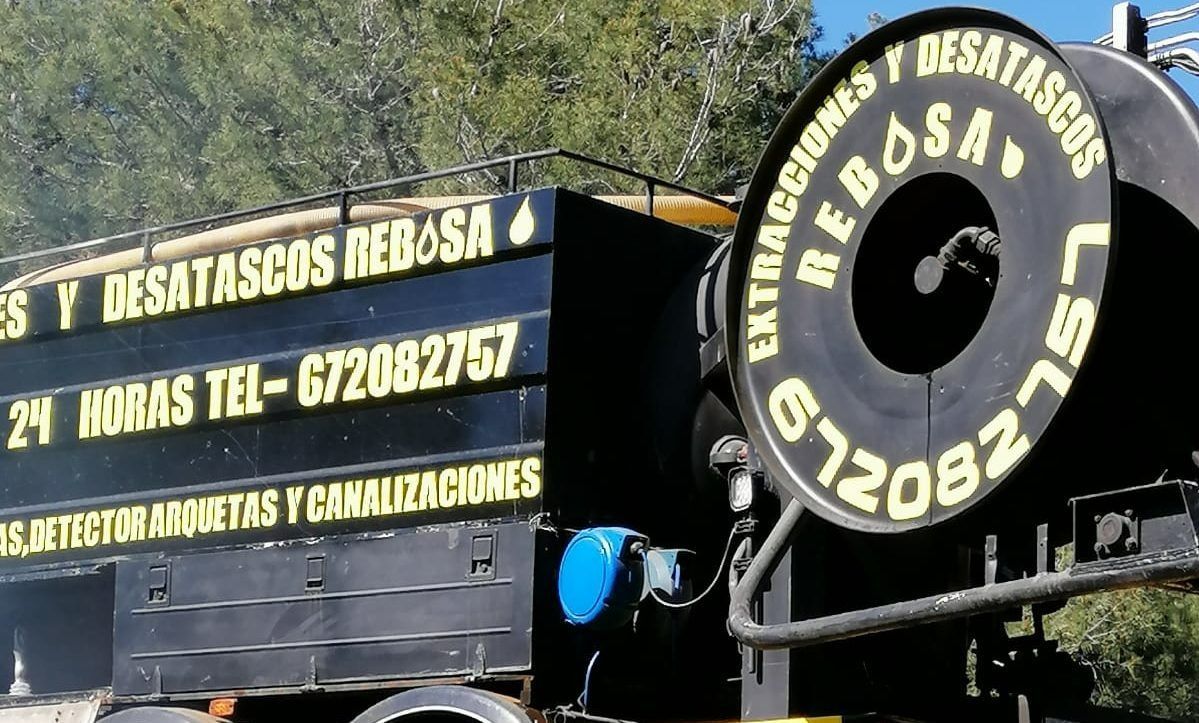 ES Y DESATASCOS REBOSA
24 HORAS TEL- 672082757
AS,DETECTOR ARQUETAS Y CANALIZACIONES
EXTRACCIONES Y DESATASCOS
REBOSA
672082757